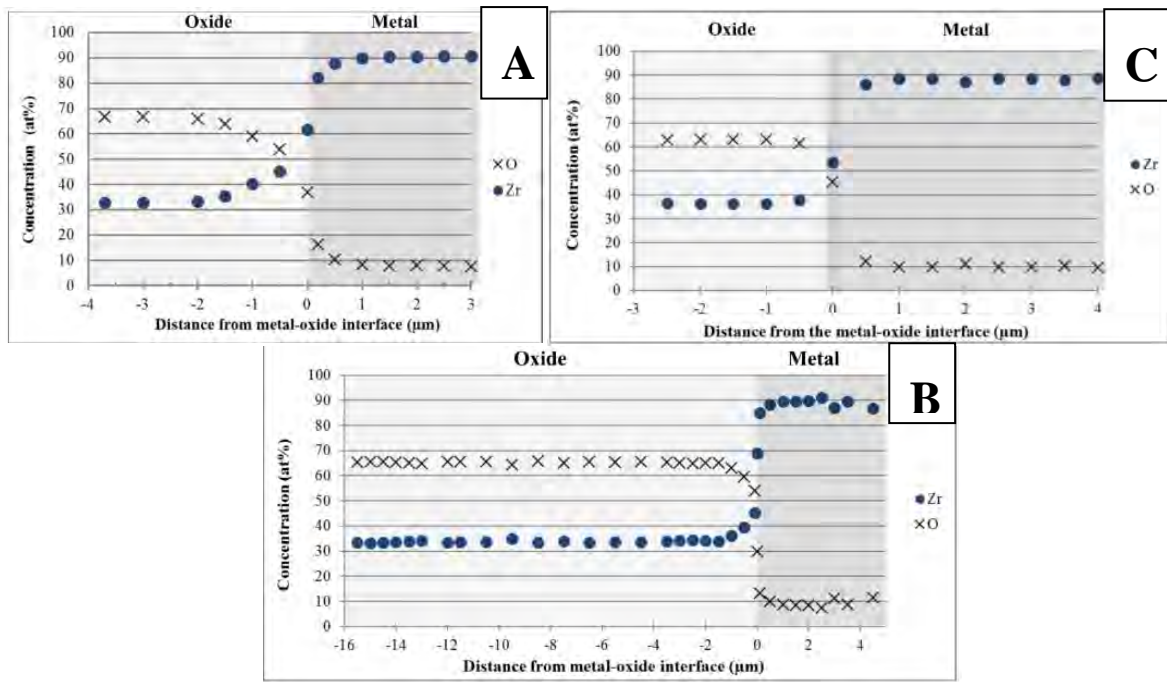 Oxide Metal
A
Concentration (at%)
100
90
80
70
60
50
40
30
20
10
0
-4 -3 -2 -1 0 1 2 3
Distance from metal-oxide interface (µm)
×O
●Zr
Oxide Metal
C
Concentration (at%)
100
90
80
70
60
50
40
30
20
10
0
-3 -2 -1 0 1 2 3 4
Distance from the metal-oxide interface (µm)
●Zr
×O
Oxide Metal
B
Concentration (at%)
100
90
80
70
60
50
40
30
20
10
0
-16 -14 -12 -10 -8 -6 -4 -2 0 2 4
Distance from metal-oxide interface (µm)
●Zr
×O